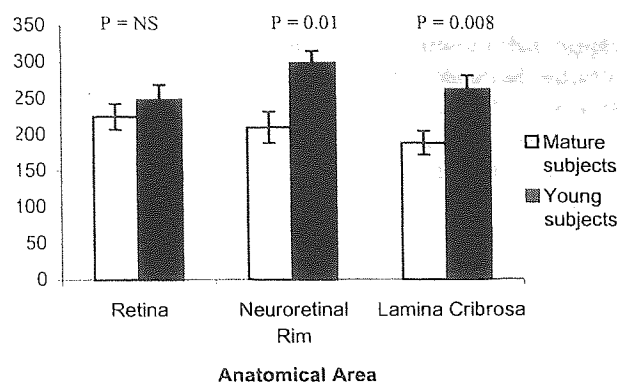 P = NS
P = 0.01
P = 0.008
350
300
250
200
150
100
50
0
Mature
subjects
Young
subjects
Retina
Neuroretinal
Rim
Lamina Cribrosa
Anatomical Area